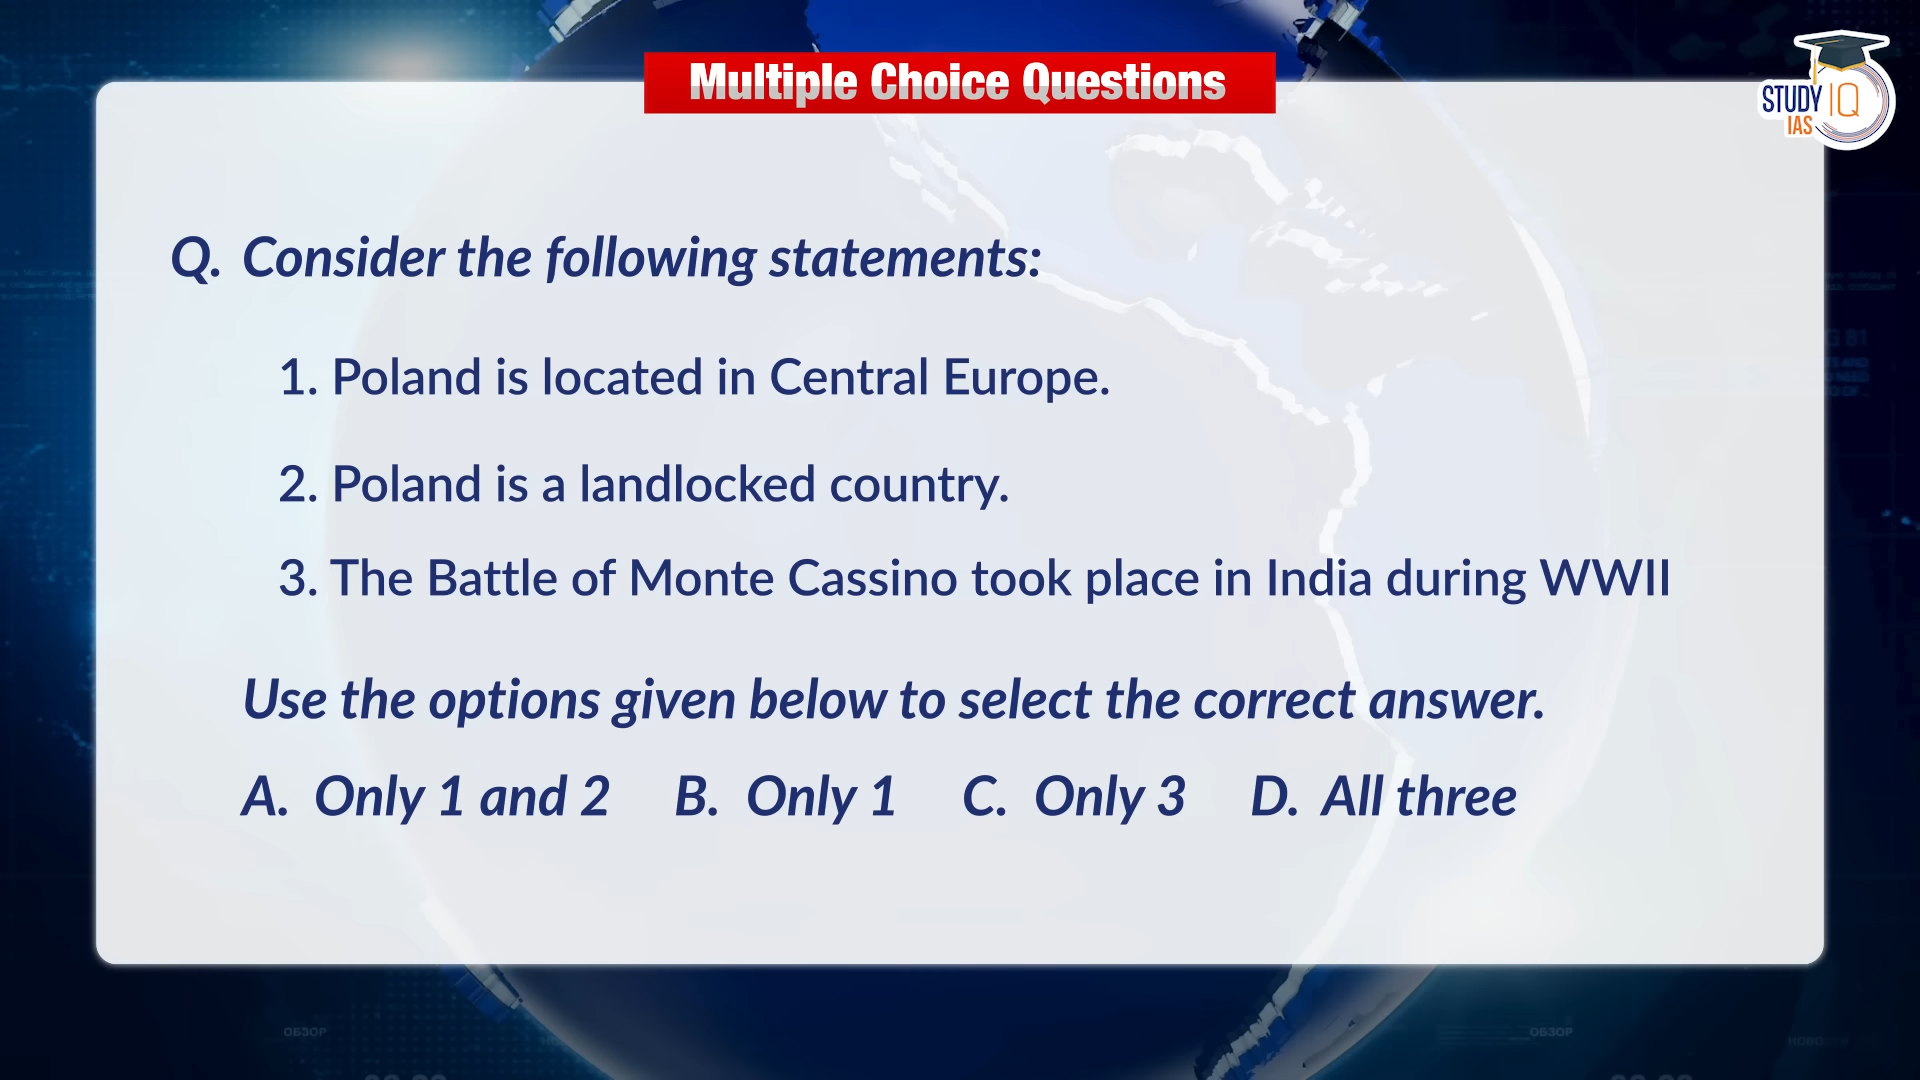 Multiple Choice Questions
STUDY IQ
IAS
Q. Consider the following statements:
1. Poland is located in Central Europe.
2. Poland is a landlocked country.
3. The Battle of Monte Cassino took place in India during WWII
Use the options given below to select the correct answer.
A. Only 1 and 2 B. Only 1 C. Only 3 D. All three
ОБЗОР
ОБЗОР